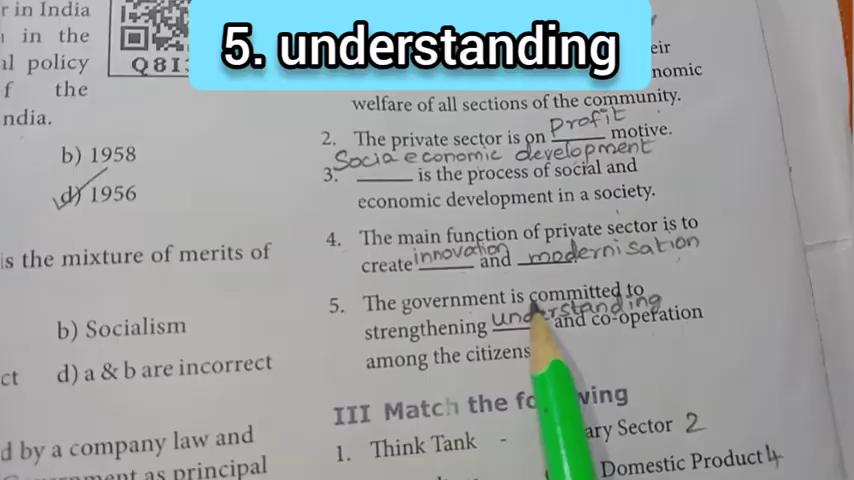 5. understanding
r in India
in the
al policy
f the
ndia.
Q8I
b) 1958
d) 1956
is the mixture of merits of
b) Socialism
ct d) a & b are incorrect
d by a company law and
Government as principal
eir
nomic
welfare of all sections of the community.
2. The private sector is on Profit motive.
Socia economic development
3. ______ is the process of social and
economic development in a society.
4. The main function of private sector is to
create innovation and modernisation
5. The government is committed to
strengthening understanding and co-operation
among the citizens
III Match the following
1. Think Tank - ary Sector 2
Domestic Product 4